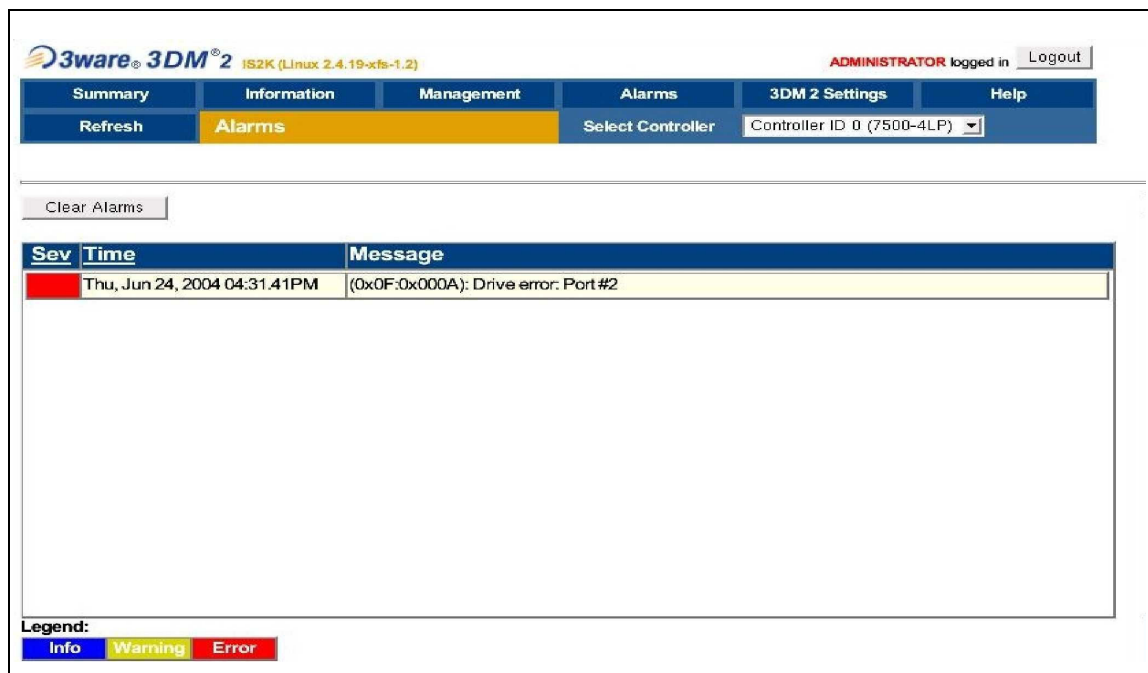 3ware® 3DM®2 IS2K (Linux 2.4.19-xfs-1.2) ADMINISTRATOR logged in Logout
Summary Information Management Alarms 3DM 2 Settings Help
Refresh Alarms Select Controller Controller ID 0 (7500-4LP)
Clear Alarms
Sev Time Message
Thu, Jun 24, 2004 04:31.41PM (0x0F:0x000A): Drive error: Port #2
Legend:
Info Warning Error